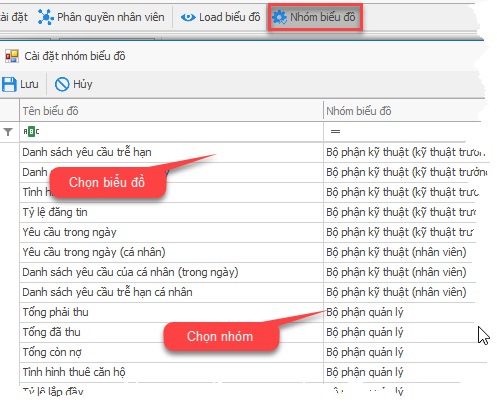 ài đặt Phân quyền nhân viên Load biểu đồ Nhóm biểu đồ
Cài đặt nhóm biểu đồ
Lưu Hủy
Tên biểu đồ Nhóm biểu đồ
ABC =
Danh sách yêu cầu trễ hạn Bộ phận kỹ thuật (kỹ thuật trưởn
Danh Bộ phận kỹ thuật (kỹ thuật trưởng
Chọn biểu đồ
Tình h Bộ phận kỹ thuật (kỹ thuật trư
Tỷ lệ đăng tin Bộ phận kỹ thuật (kỹ thuật trư
Yêu cầu trong ngày Bộ phận kỹ thuật (kỹ thuật trưở
Yêu cầu trong ngày (cá nhân) Bộ phận kỹ thuật (nhân viên)
Danh sách yêu cầu của cá nhân (trong ngày) Bộ phận kỹ thuật (nhân viên)
Danh sách yêu cầu trễ hạn cá nhân Bộ phận kỹ thuật (nhân viên)
Tổng phải thu Bộ phận quản lý
Tổng đã thu Bộ phận quản lý
Chọn nhóm
Tổng còn nợ Bộ phận quản lý
Tình hình thuê căn hộ Bộ phận quản lý
Tỷ lệ lấp đầy Bộ phận quản lý